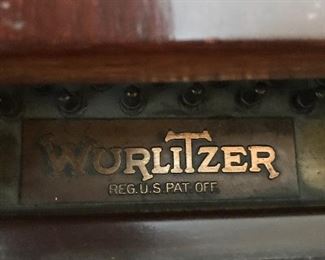 WURLITZER
REG. U.S. PAT. OFF.